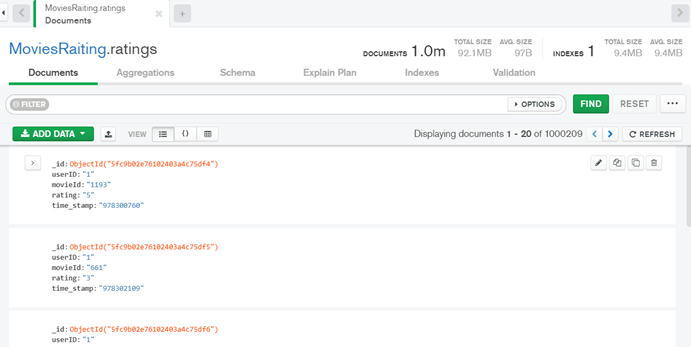 MoviesRaiting.ratings
Documents
MoviesRaiting.ratings
DOCUMENTS 1.0m TOTAL SIZE 92.1MB AVG. SIZE 97B INDEXES 1 TOTAL SIZE 9.4MB AVG. SIZE 9.4MB
Documents Aggregations Schema Explain Plan Indexes Validation
FILTER OPTIONS FIND RESET ...
ADD DATA VIEW {} Displaying documents 1 - 20 of 1000209 REFRESH
_id: ObjectId("5fc9b02e76102403a4c75df4")
userID: "1"
movieId: "1193"
rating: "5"
time_stamp: "978300760"
_id: ObjectId("5fc9b02e76102403a4c75df5")
userID: "1"
movieId: "661"
rating: "3"
time_stamp: "978302109"
_id: ObjectId("5fc9b02e76102403a4c75df6")
userID: "1"